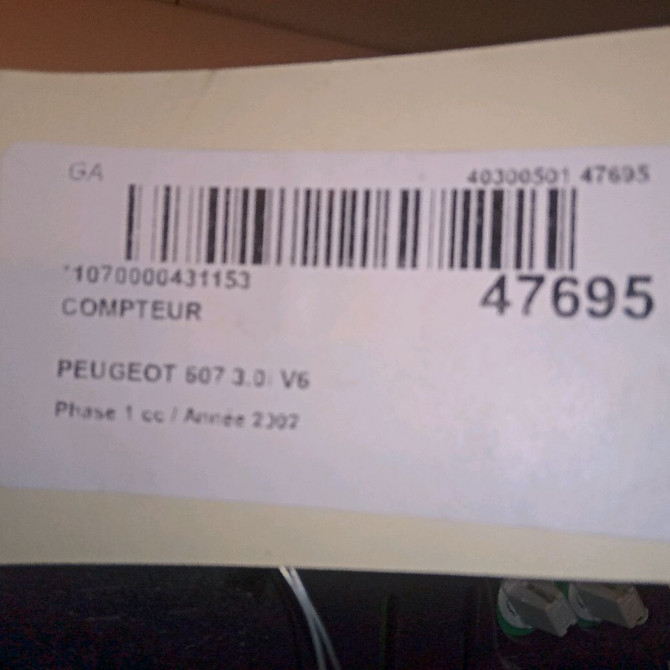 GA
40300501 47695
*1070000431153
47695
COMPTEUR
PEUGEOT 607 3.0i V6
Phase 1 cc / Année 2002